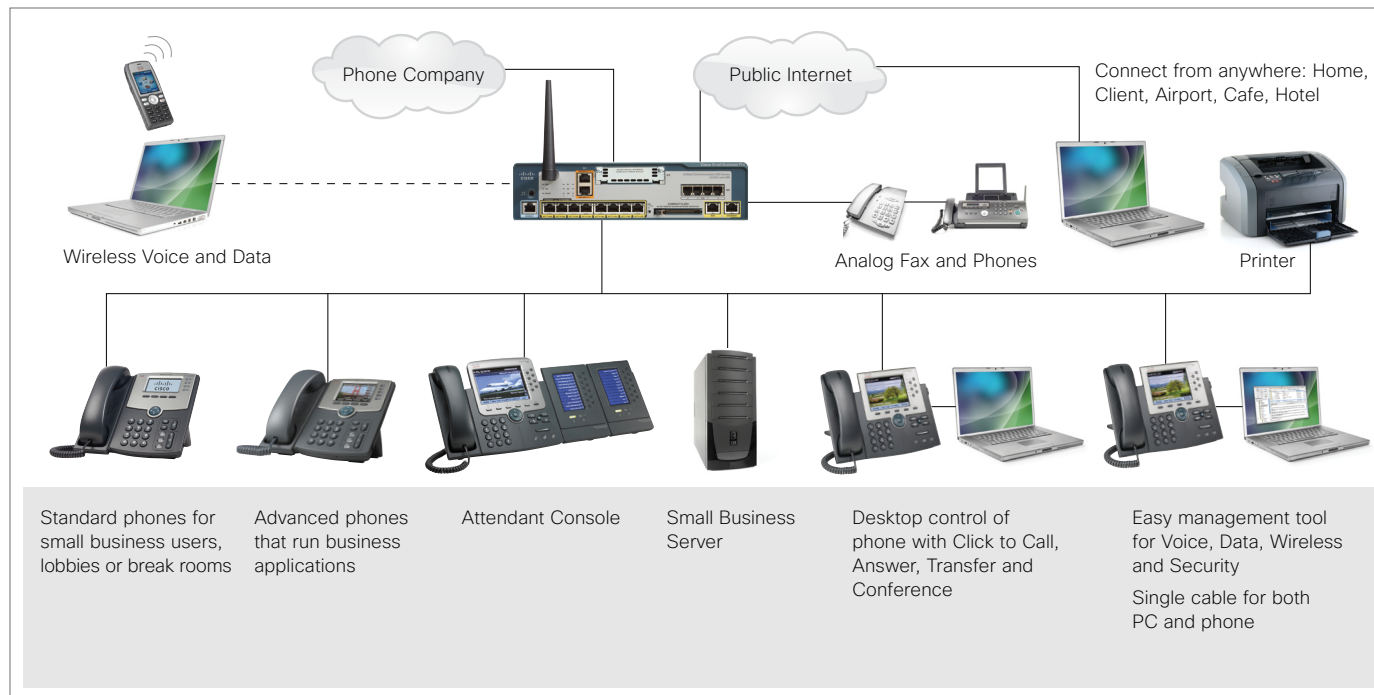 Phone Company
Public Internet
Connect from anywhere: Home,
Client, Airport, Cafe, Hotel
CISCO
Wireless Voice and Data
Analog Fax and Phones
Printer
CISCO
Standard phones for
small business users,
lobbies or break rooms
Advanced phones
that run business
applications
Attendant Console
Small Business
Server
Desktop control of
phone with Click to Call,
Answer, Transfer and
Conference
Easy management tool
for Voice, Data, Wireless
and Security
Single cable for both
PC and phone